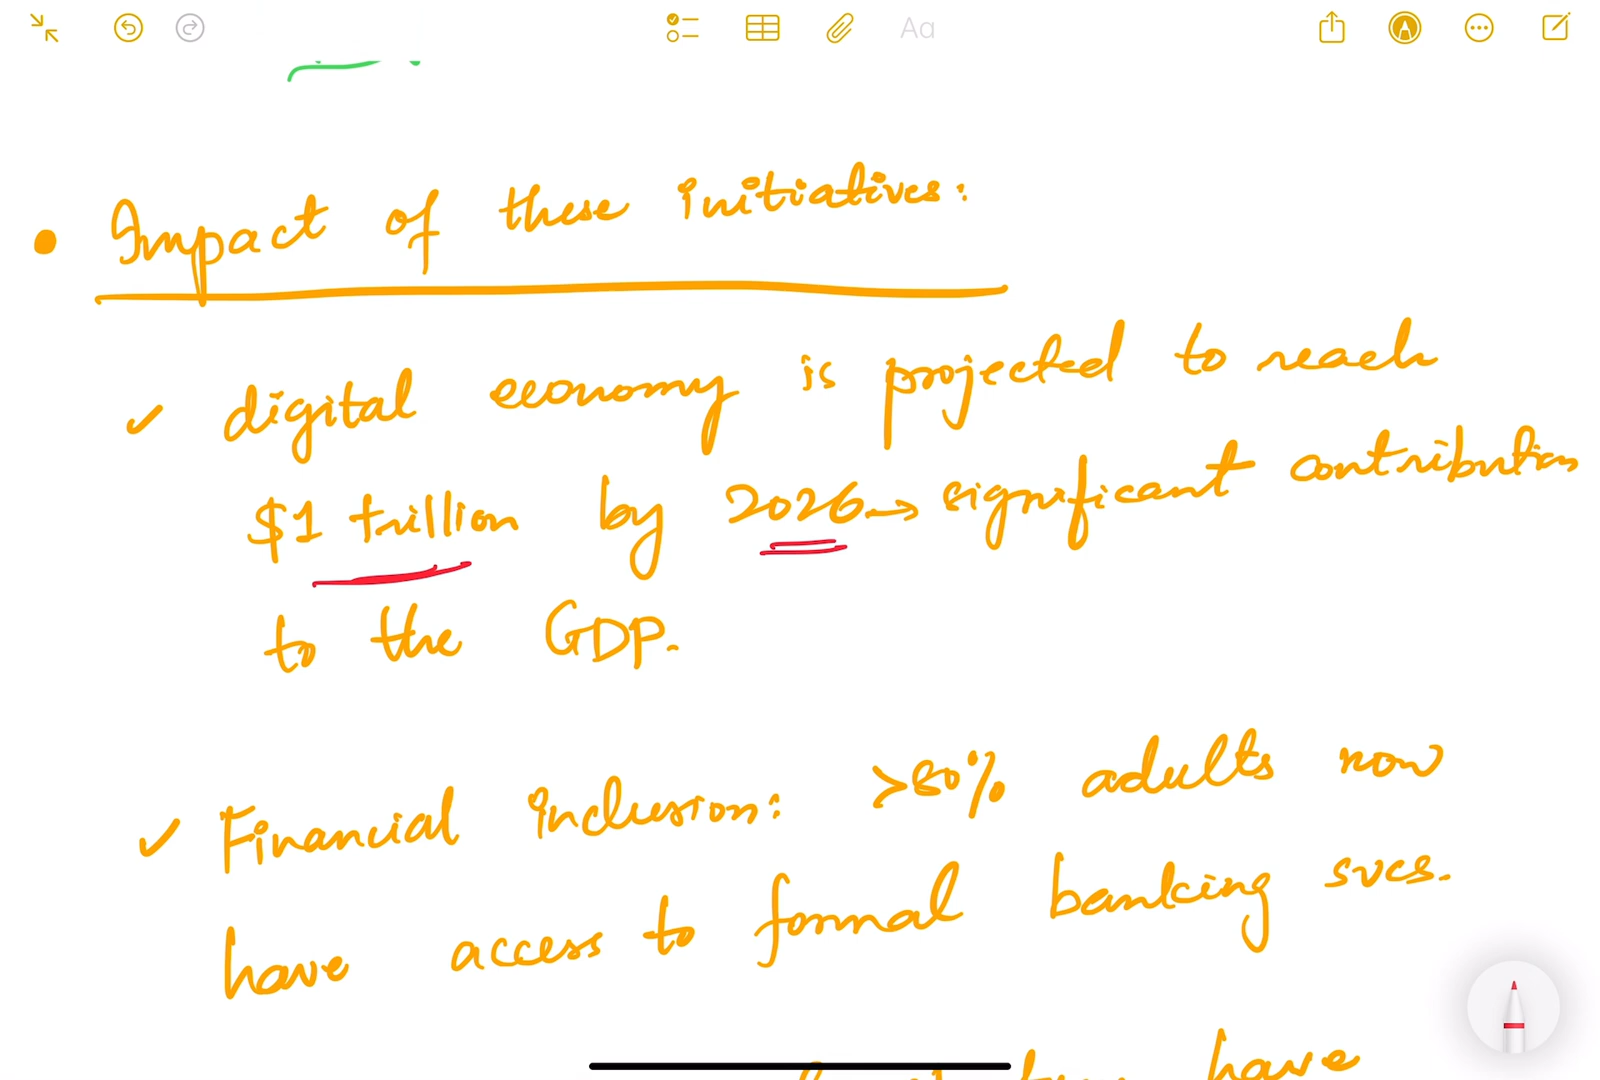 Aa
• Impact of these initiatives:
✓ digital economy is projected to reach
$1 trillion by 2026 → significant contribution
to the GDP.
✓ Financial inclusion: >80% adults now
have access to formal banking svcs.
have